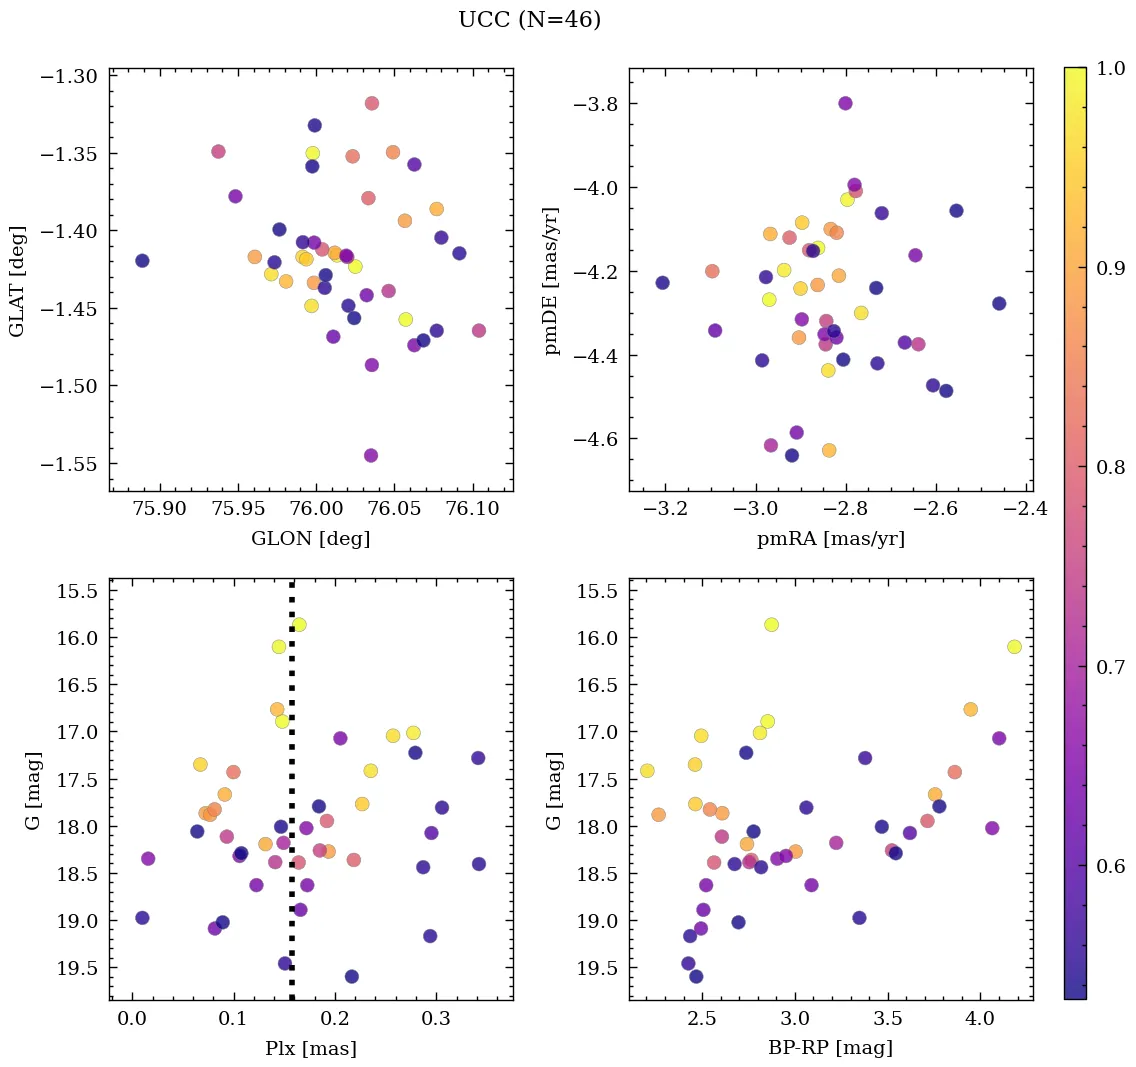 UCC (N=46)
−1.30
−1.35
−1.40
−1.45
−1.50
−1.55
GLAT [deg]
75.90 75.95 76.00 76.05 76.10
GLON [deg]
−3.8
−4.0
−4.2
−4.4
−4.6
pmDE [mas/yr]
−3.2 −3.0 −2.8 −2.6 −2.4
pmRA [mas/yr]
15.5
16.0
16.5
17.0
17.5
18.0
18.5
19.0
19.5
G [mag]
0.0 0.1 0.2 0.3
Plx [mas]
15.5
16.0
16.5
17.0
17.5
18.0
18.5
19.0
19.5
G [mag]
2.5 3.0 3.5 4.0
BP-RP [mag]
1.0
0.9
0.8
0.7
0.6